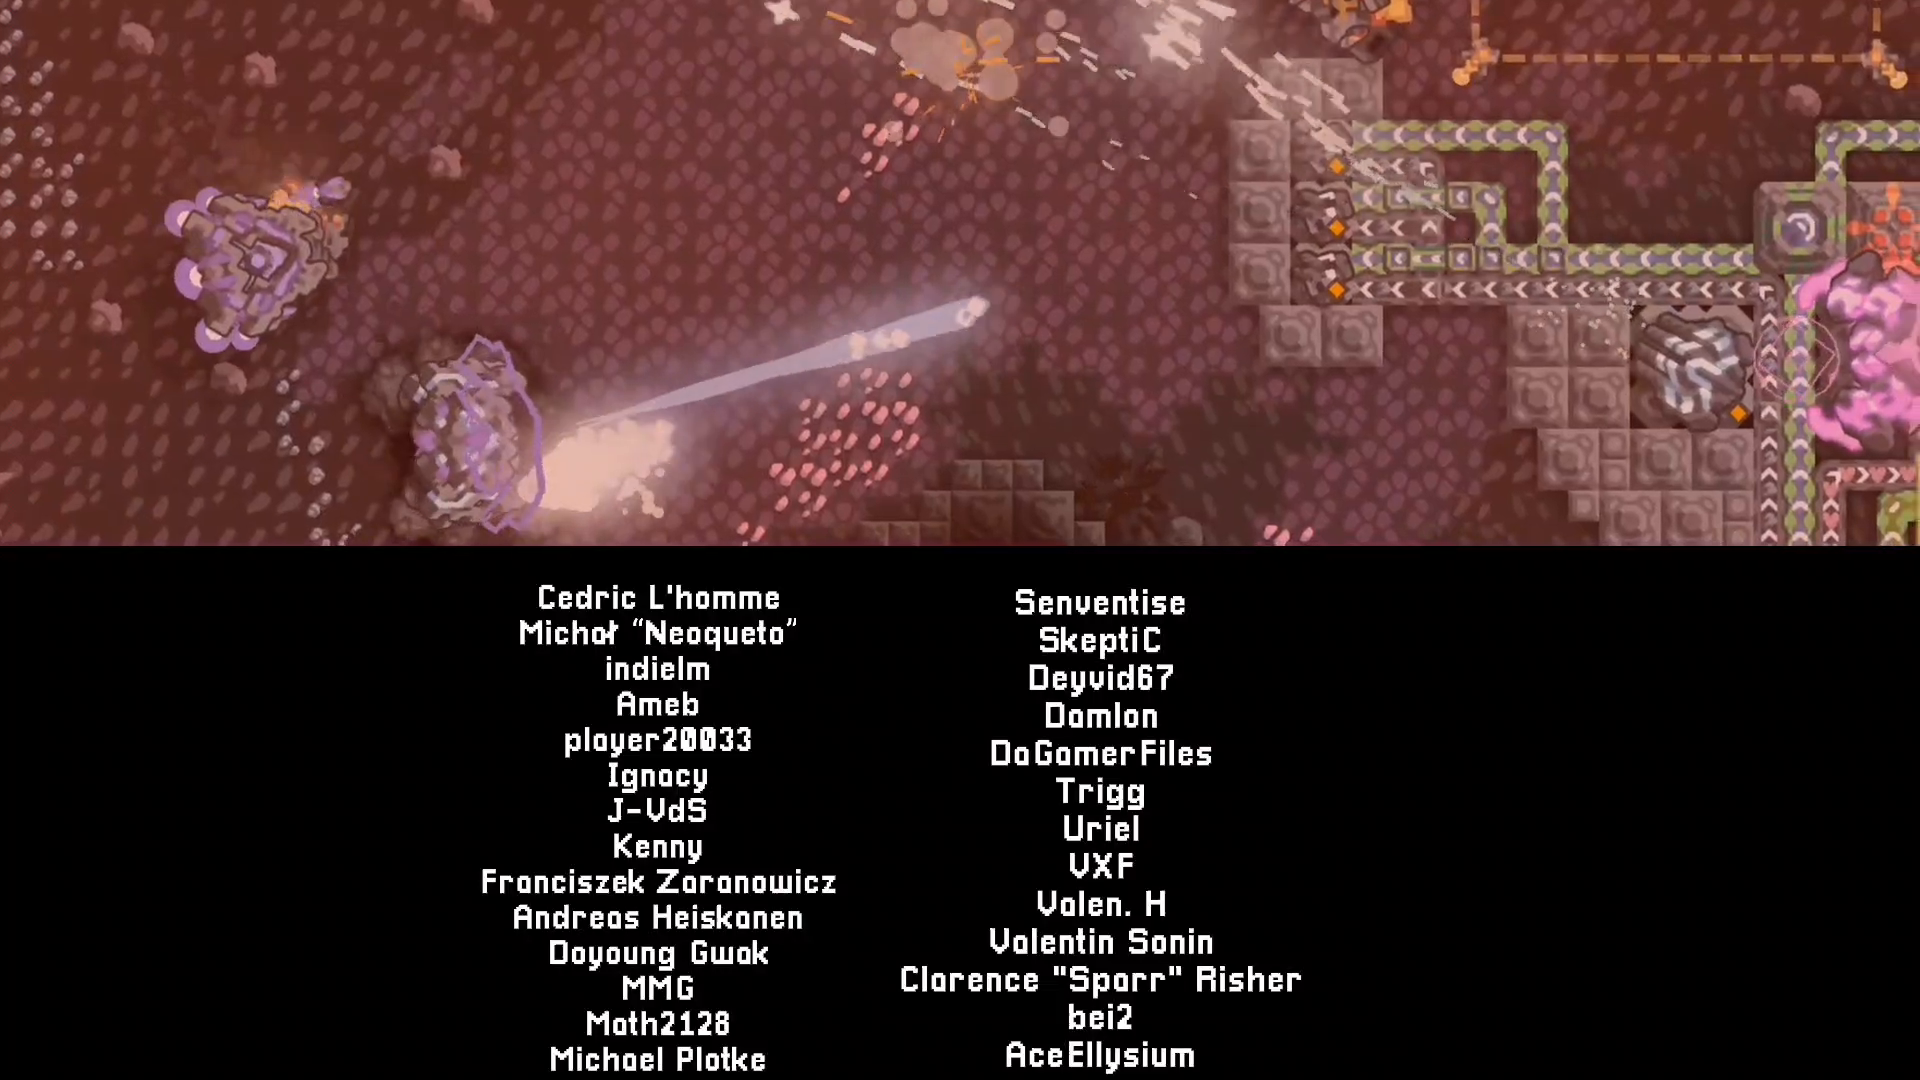 Cedric L'homme
Michał “Neoqueto”
indielm
Ameb
player20033
Ignacy
J-VdS
Kenny
Franciszek Zaranowicz
Andreas Heiskanen
Doyoung Gwak
MMG
Math2128
Michael Plotke
Senventise
SkeptiC
Deyvid67
Damlon
DaGamerFiles
Trigg
Uriel
VXF
Valen. H
Valentin Sonin
Clarence "Sparr" Risher
bei2
AceEllysium